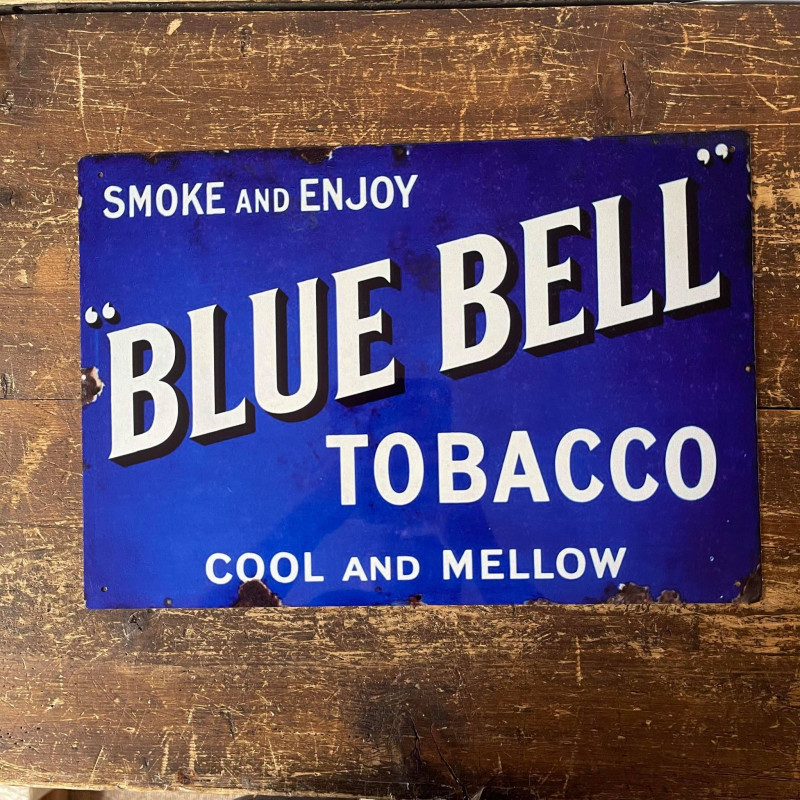 SMOKE AND ENJOY
“BLUE BELL”
TOBACCO
COOL AND MELLOW